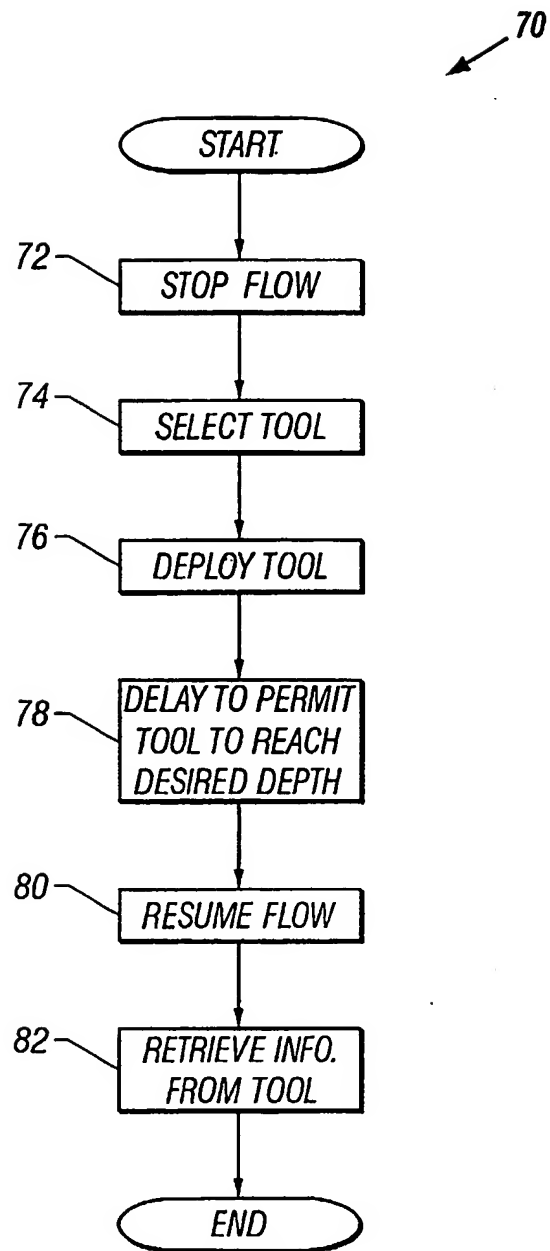 70
START
72
STOP FLOW
74
SELECT TOOL
76
DEPLOY TOOL
78
DELAY TO PERMIT
TOOL TO REACH
DESIRED DEPTH
80
RESUME FLOW
82
RETRIEVE INFO.
FROM TOOL
END